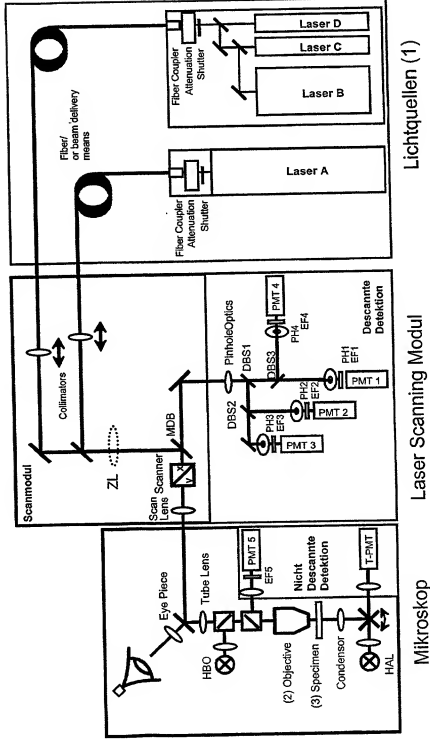 Laser D
Laser C
Laser B
Fiber Coupler
Attenuation
Shutter
Laser A
Fiber Coupler
Attenuation
Shutter
Fiber/
or beam delivery
means
Lichtquellen (1)
Scanmodul
Collimators
ZL
MDB
Scanner
x
y
Scan
Lens
PinholeOptics
DBS1
DBS2
DBS3
PMT 4
PH4
EF4
PH1
EF1
PMT 1
PH2
EF2
PMT 2
PH3
EF3
PMT 3
Descannte
Detektion
Laser Scanning Modul
Eye Piece
Tube Lens
HBO
PMT 5
EF5
Nicht
Descannte
Detektion
(2) Objective
(3) Specimen
Condensor
T-PMT
HAL
Mikroskop